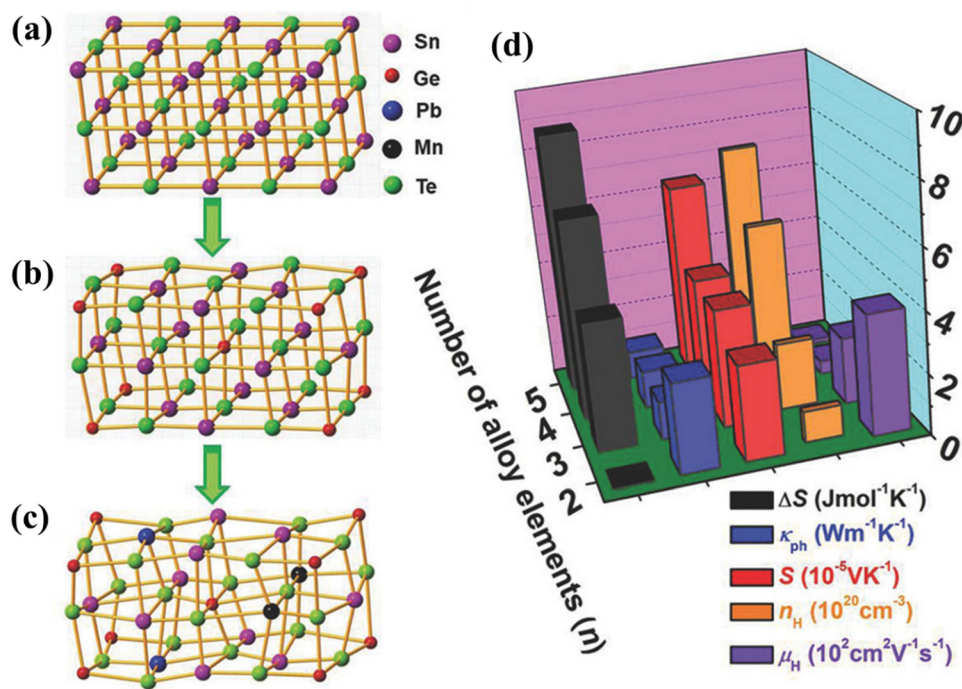 (a)
Sn
Ge
Pb
Mn
Te
(b)
(c)
(d)
10
8
6
4
2
0
5
4
3
2
Number of alloy elements (n)
ΔS (Jmol⁻¹K⁻¹)
κph (Wm⁻¹K⁻¹)
S (10⁻⁵VK⁻¹)
nH (10²⁰cm⁻³)
μH (10²cm²V⁻¹s⁻¹)